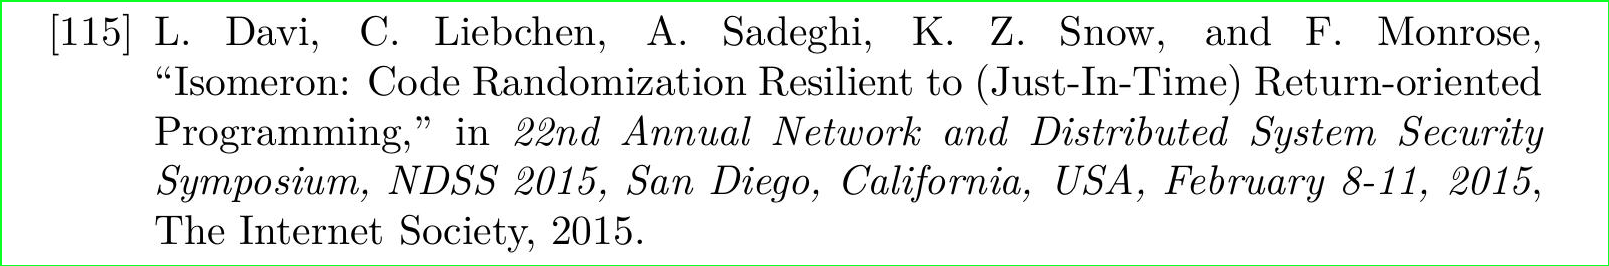 [115] L. Davi, C. Liebchen, A. Sadeghi, K. Z. Snow, and F. Monrose,
“Isomeron: Code Randomization Resilient to (Just-In-Time) Return-oriented
Programming,” in 22nd Annual Network and Distributed System Security
Symposium, NDSS 2015, San Diego, California, USA, February 8-11, 2015,
The Internet Society, 2015.